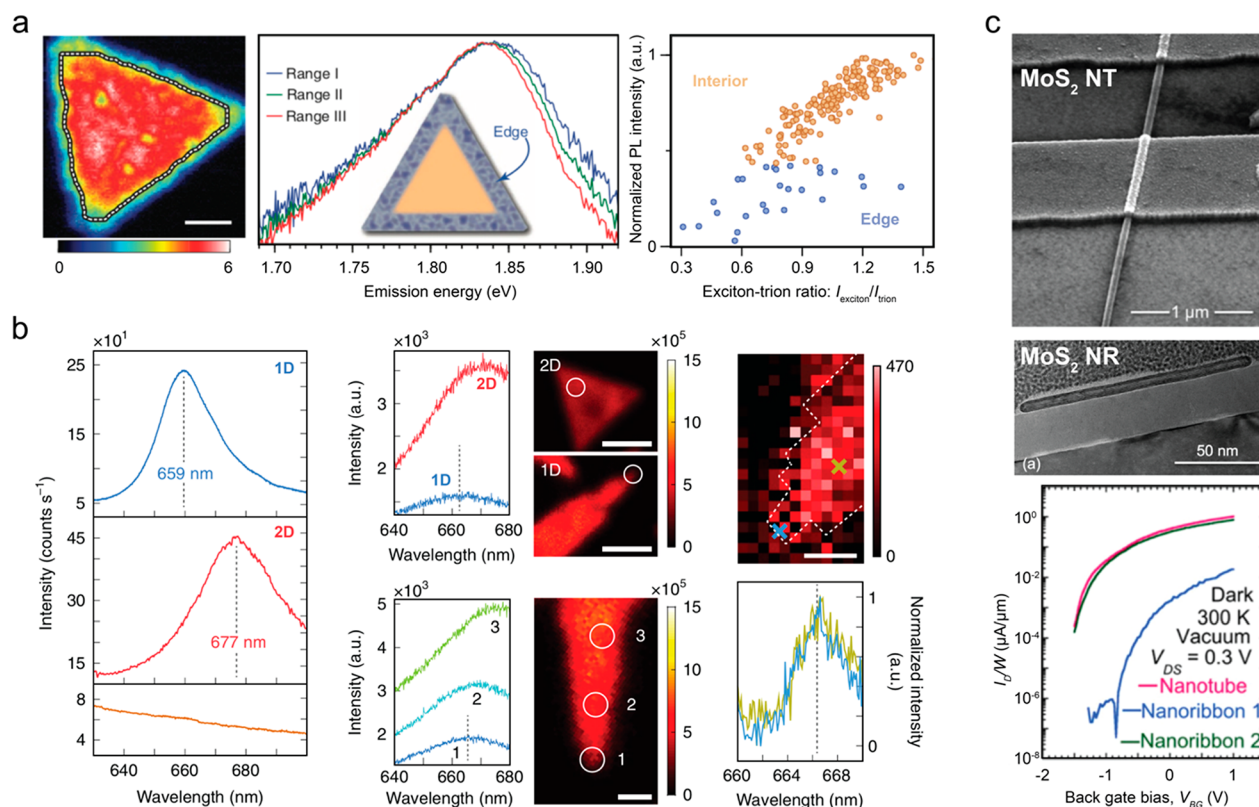 a
0
6
Range I
Range II
Range III
Edge
1.70
1.75
1.80
1.85
1.90
Emission energy (eV)
Normalized PL intensity (a.u.)
1
0
Interior
Edge
0.3
0.6
0.9
1.2
1.5
Exciton-trion ratio: Iexciton/Itrion
b
×10¹
Intensity (counts s⁻¹)
25
15
5
1D
659 nm
45
30
15
2D
677 nm
8
4
640
660
680
Wavelength (nm)
×10³
Intensity (a.u.)
3
2
2D
1D
640
660
680
Wavelength (nm)
2D
1D
×10⁵
15
10
5
0
470
0
×10³
Intensity (a.u.)
5
4
3
2
3
2
1
640
660
680
Wavelength (nm)
3
2
1
×10⁵
15
10
5
0
1
0
Normalized intensity
(a.u.)
660
664
668
Wavelength (nm)
c
MoS₂ NT
1 µm
MoS₂ NR
(a)
50 nm
I_D/W (µA/µm)
10⁰
10⁻²
10⁻⁴
10⁻⁶
10⁻⁸
Dark
300 K
Vacuum
V_DS = 0.3 V
Nanotube
Nanoribbon 1
Nanoribbon 2
-2
-1
0
1
Back gate bias, V_BG (V)